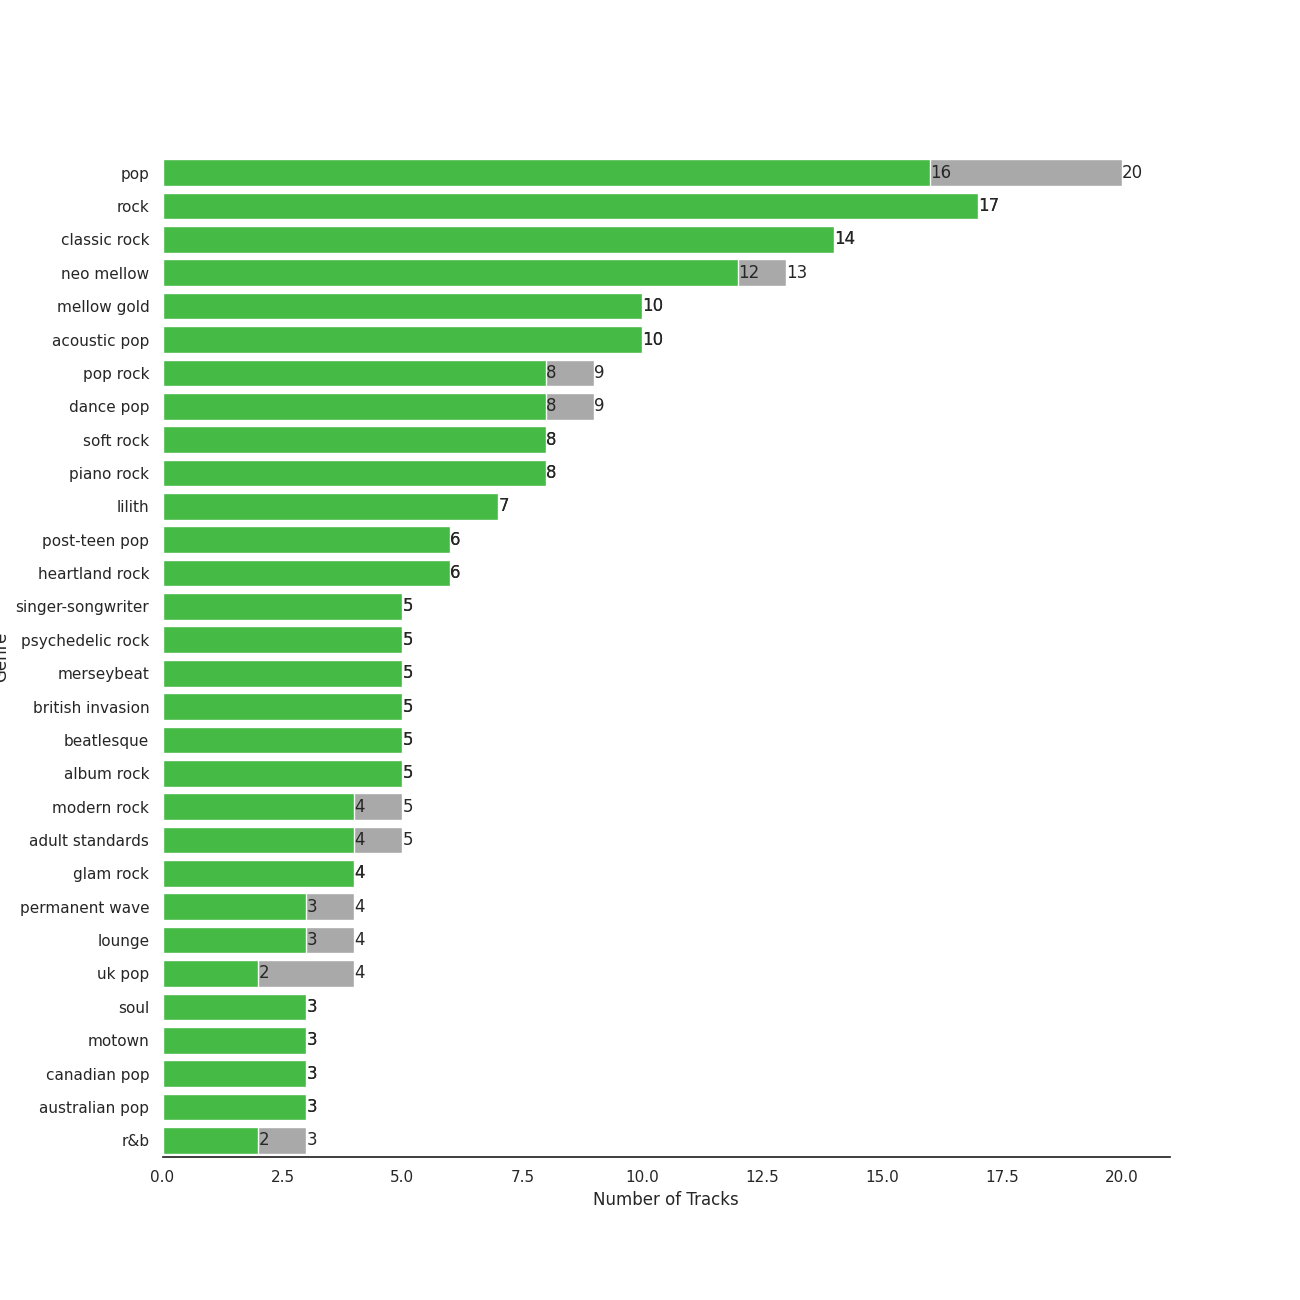 pop 16 20
rock 17
classic rock 14
neo mellow 12 13
mellow gold 10
acoustic pop 10
pop rock 8 9
dance pop 8 9
soft rock 8
piano rock 8
lilith 7
post-teen pop 6
heartland rock 6
singer-songwriter 5
psychedelic rock 5
merseybeat 5
british invasion 5
beatlesque 5
album rock 5
modern rock 4 5
adult standards 4 5
glam rock 4
permanent wave 3 4
lounge 3 4
uk pop 2 4
soul 3
motown 3
canadian pop 3
australian pop 3
r&b 2 3
0.0 2.5 5.0 7.5 10.0 12.5 15.0 17.5 20.0
Number of Tracks
Genre